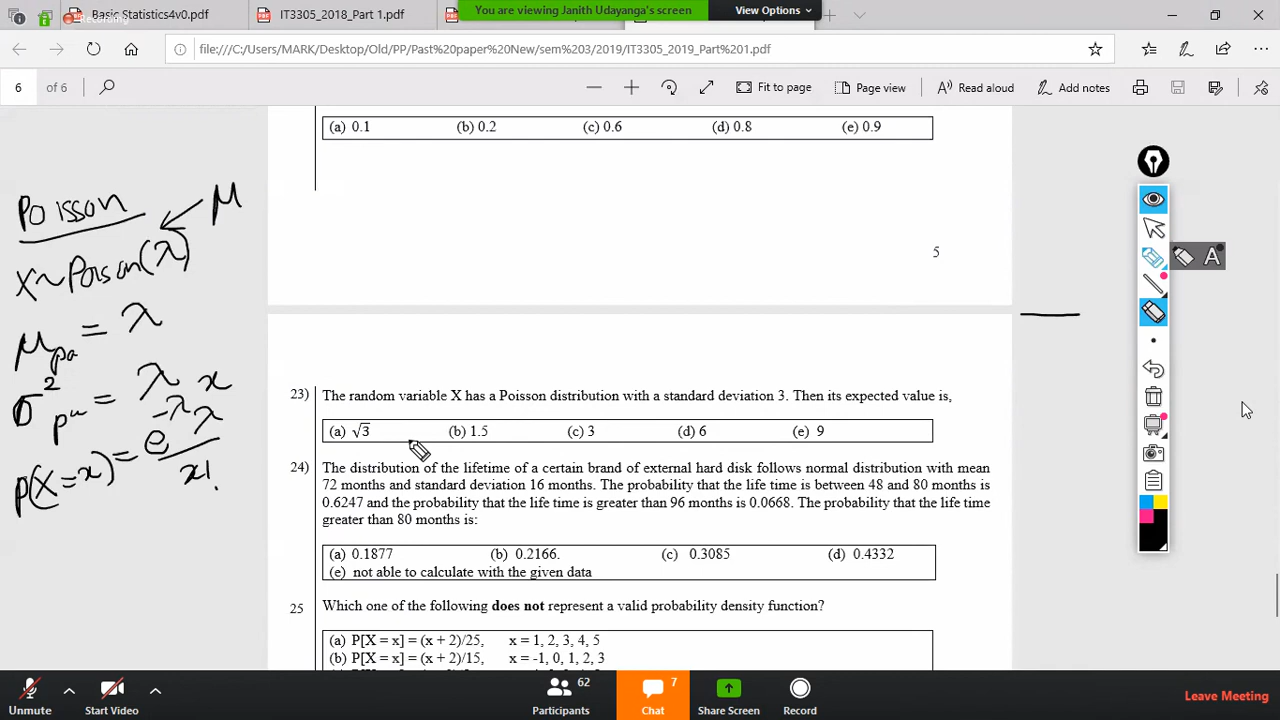 Basic Statistics4v0.pdf
IT3305_2018_Part 1.pdf
You are viewing Janith Udayanga's screen
View Options
Recording
file:///C:/Users/MARK/Desktop/Old/PP/Past%20paper%20New/sem%203/2019/IT3305_2019_Part%201.pdf
6 of 6
Fit to page
Page view
Read aloud
Add notes
(a) 0.1 (b) 0.2 (c) 0.6 (d) 0.8 (e) 0.9
5
Poisson
μ
X~Poison(λ)
μ = λ
σ² = λ
P(X=x) = e^-λ λ^x / x!
23) The random variable X has a Poisson distribution with a standard deviation 3. Then its expected value is,
(a) √3 (b) 1.5 (c) 3 (d) 6 (e) 9
24) The distribution of the lifetime of a certain brand of external hard disk follows normal distribution with mean
72 months and standard deviation 16 months. The probability that the life time is between 48 and 80 months is
0.6247 and the probability that the life time is greater than 96 months is 0.0668. The probability that the life time
greater than 80 months is:
(a) 0.1877 (b) 0.2166. (c) 0.3085 (d) 0.4332
(e) not able to calculate with the given data
25 Which one of the following does not represent a valid probability density function?
(a) P[X = x] = (x + 2)/25, x = 1, 2, 3, 4, 5
(b) P[X = x] = (x + 2)/15, x = -1, 0, 1, 2, 3
A
Unmute
Start Video
62
Participants
7
Chat
Share Screen
Record
Leave Meeting